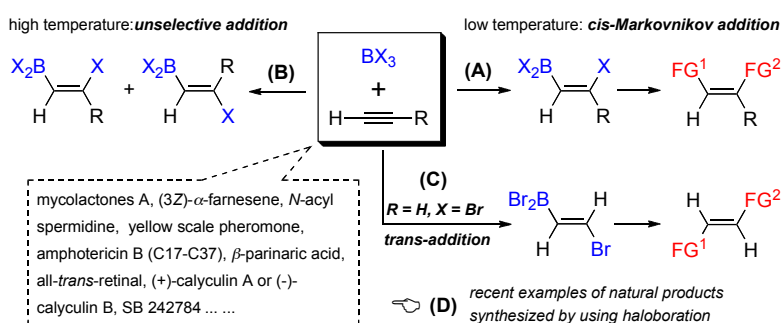 high temperature:unselective addition
low temperature: cis-Markovnikov addition
X₂B X
H R
+
X₂B R
H X
(B)
BX₃
+
H R
(A)
X₂B X
H R
FG¹ FG²
H R
(C)
R = H, X = Br
trans-addition
Br₂B H
H Br
FG²
H
FG¹ H
mycolactones A, (3Z)-α-farnesene, N-acyl
spermidine, yellow scale pheromone,
amphotericin B (C17-C37), β-parinaric acid,
all-trans-retinal, (+)-calyculin A or (-)-
calyculin B, SB 242784 ... ...
(D) recent examples of natural products
synthesized by using haloboration